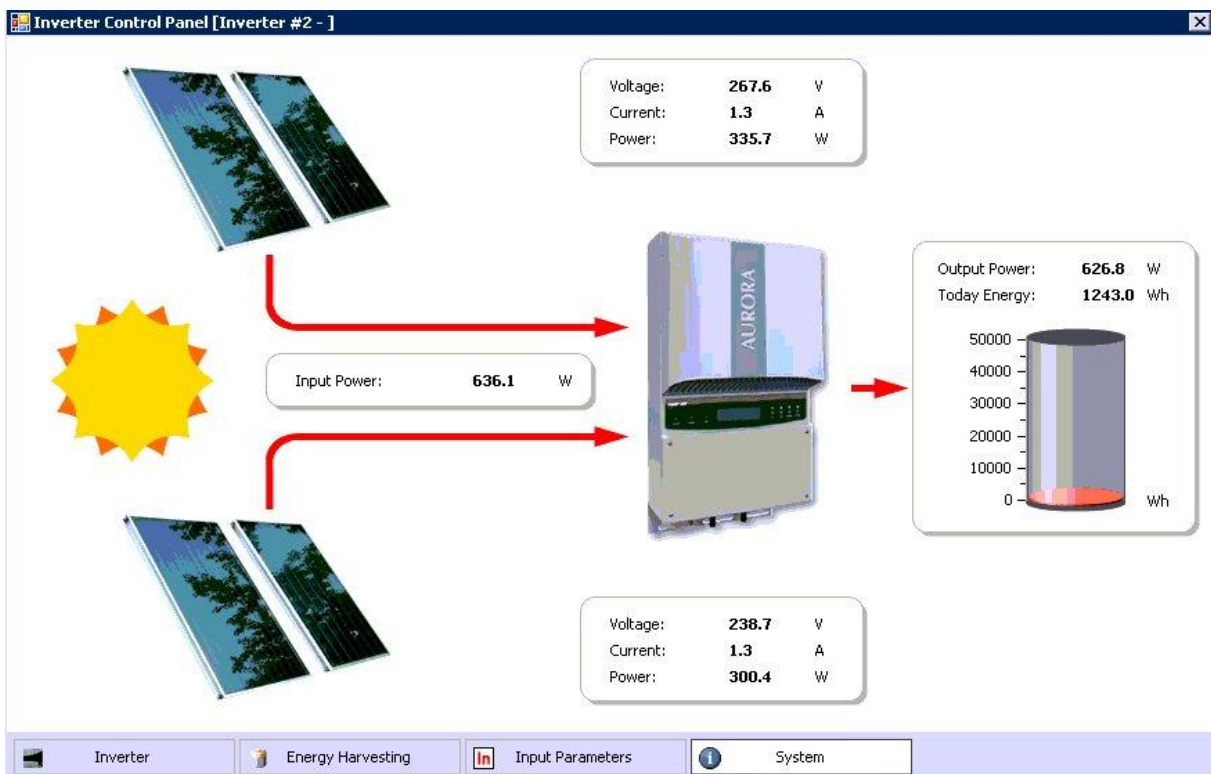 Inverter Control Panel [Inverter #2 - ]
Voltage: 267.6 V
Current: 1.3 A
Power: 335.7 W
AURORA
Output Power: 626.8 W
Today Energy: 1243.0 Wh
50000
40000
30000
20000
10000
0 Wh
Input Power: 636.1 W
Voltage: 238.7 V
Current: 1.3 A
Power: 300.4 W
Inverter
Energy Harvesting
In Input Parameters
i System